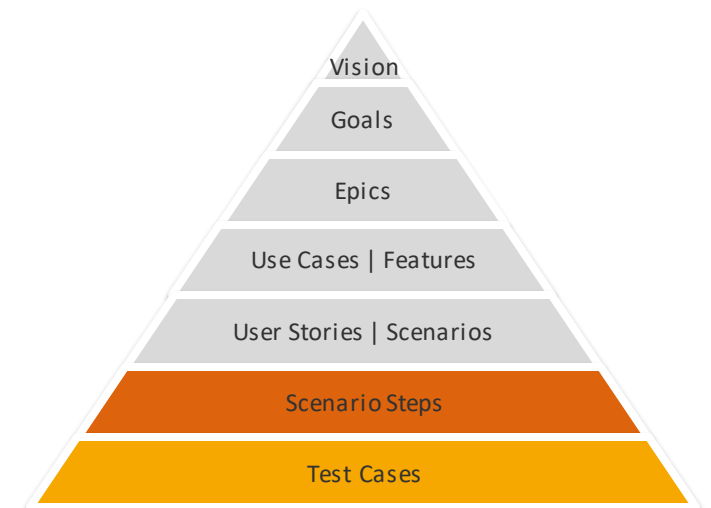 Vision
Goals
Epics
Use Cases | Features
User Stories | Scenarios
Scenario Steps
Test Cases